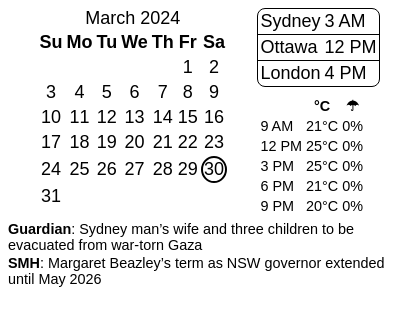 March 2024
Su Mo Tu We Th Fr Sa
1 2
3 4 5 6 7 8 9
10 11 12 13 14 15 16
17 18 19 20 21 22 23
24 25 26 27 28 29 30
31
Sydney 3 AM
Ottawa 12 PM
London 4 PM
°C ☂
9 AM 21°C 0%
12 PM 25°C 0%
3 PM 25°C 0%
6 PM 21°C 0%
9 PM 20°C 0%
Guardian: Sydney man’s wife and three children to be
evacuated from war-torn Gaza
SMH: Margaret Beazley’s term as NSW governor extended
until May 2026